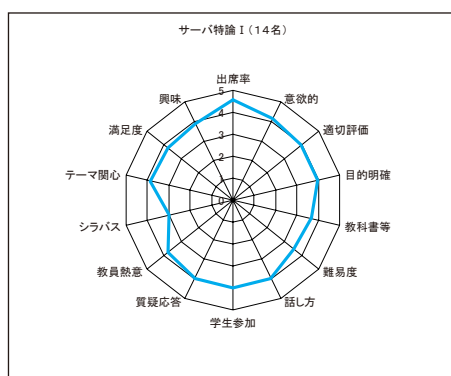 サーバ特論Ⅰ(14名)
出席率
意欲的
適切評価
目的明確
教科書等
難易度
話し方
学生参加
質疑応答
教員熱意
シラバス
テーマ関心
満足度
興味
5
4
3
2
1
0